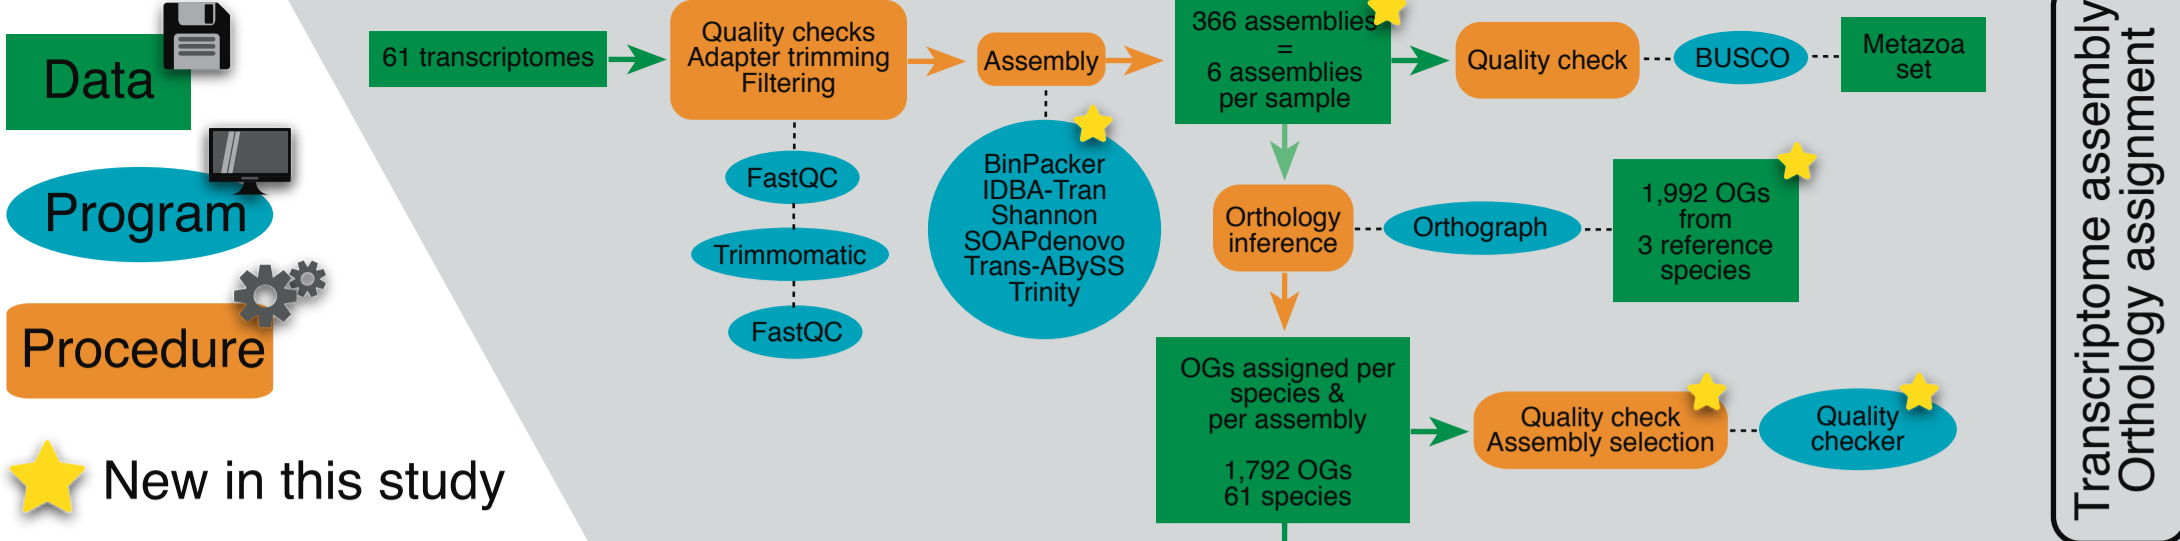 Data
Program
Procedure
New in this study
61 transcriptomes
Quality checks
Adapter trimming
Filtering
FastQC
Trimmomatic
FastQC
Assembly
BinPacker
IDBA-Tran
Shannon
SOAPdenovo
Trans-ABySS
Trinity
366 assemblies
=
6 assemblies
per sample
Quality check
BUSCO
Metazoa
set
Orthology
inference
Orthograph
1,992 OGs
from
3 reference
species
OGs assigned per
species &
per assembly
1,792 OGs
61 species
Quality check
Assembly selection
Quality
checker
Transcriptome assembly
Orthology assignment